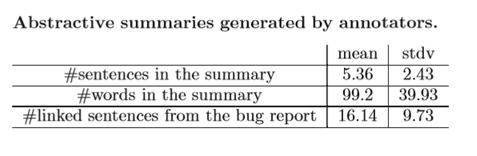 Abstractive summaries generated by annotators.
mean stdv
#sentences in the summary 5.36 2.43
#words in the summary 99.2 39.93
#linked sentences from the bug report 16.14 9.73